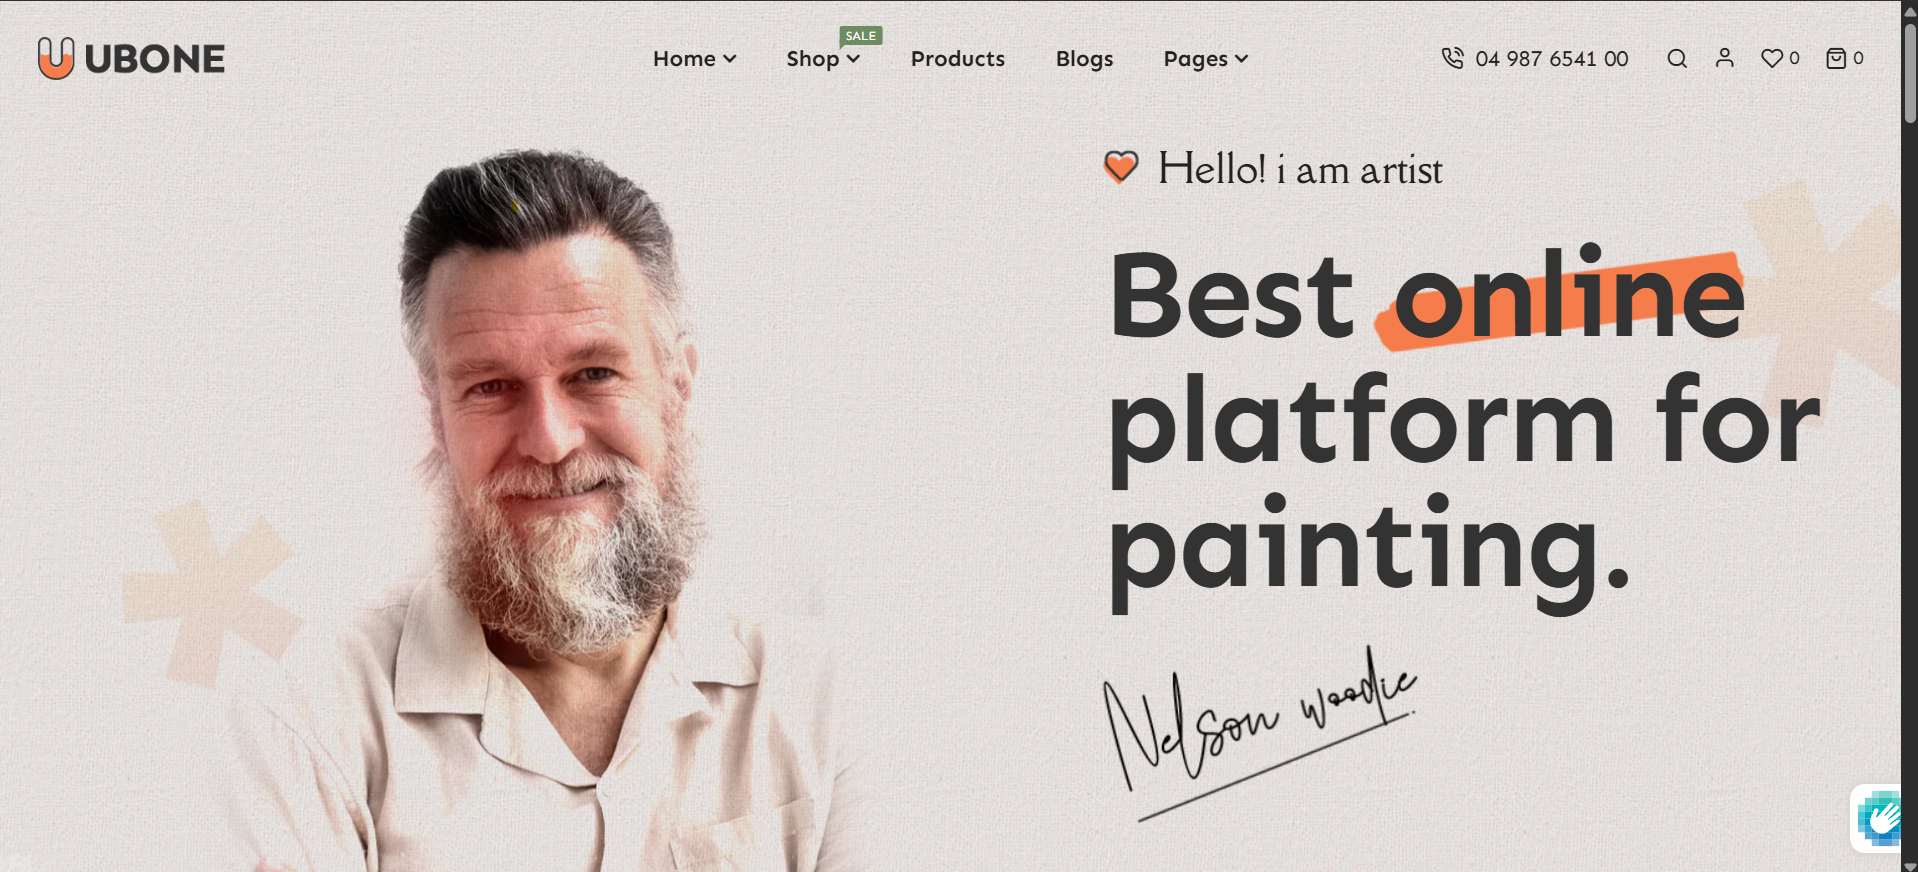 UBONE
Home
Shop
SALE
Products
Blogs
Pages
04 987 6541 00
0
0
Hello! i am artist
Best online
platform for
painting.
Nelson woodie.